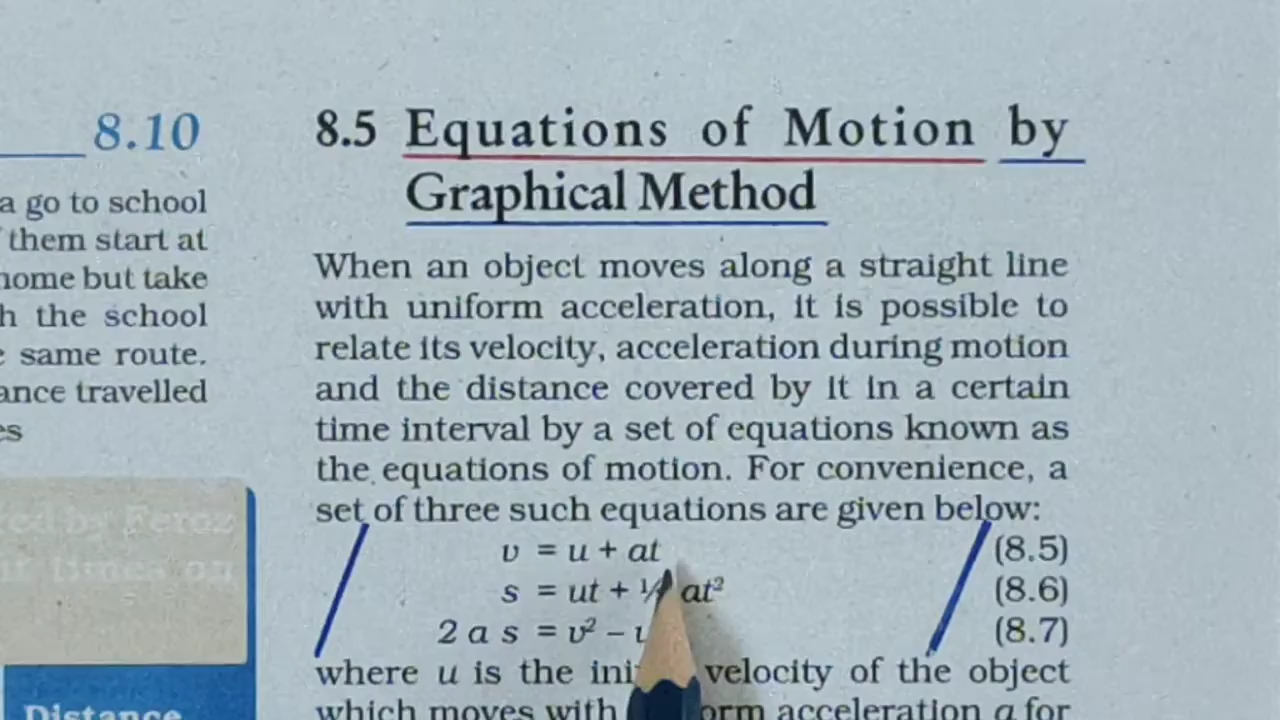 8.10
a go to school
them start at
home but take
h the school
same route.
ance travelled
es
Distance
8.5 Equations of Motion by
Graphical Method
When an object moves along a straight line
with uniform acceleration, it is possible to
relate its velocity, acceleration during motion
and the distance covered by it in a certain
time interval by a set of equations known as
the equations of motion. For convenience, a
set of three such equations are given below:
v = u + at (8.5)
s = ut + at² (8.6)
2 a s = v² – (8.7)
where u is the velocity of the object
which moves with acceleration a for